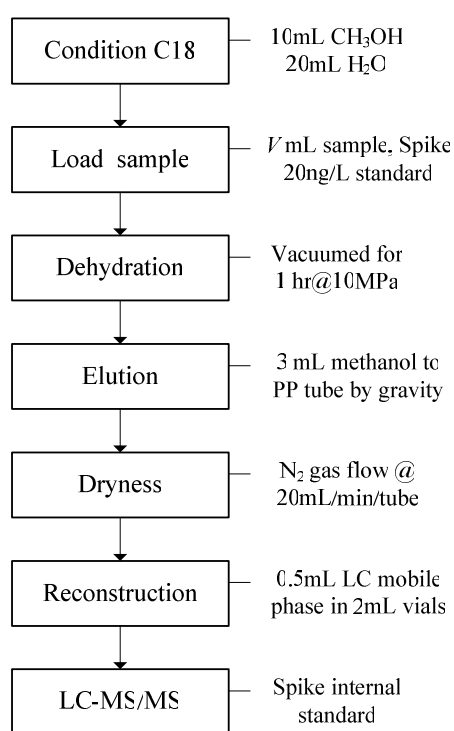 Condition C18
10mL CH₃OH
20mL H₂O
Load sample
V mL sample, Spike
20ng/L standard
Dehydration
Vacuumed for
1 hr@10MPa
Elution
3 mL methanol to
PP tube by gravity
Dryness
N₂ gas flow @
20mL/min/tube
Reconstruction
0.5mL LC mobile
phase in 2mL vials
LC-MS/MS
Spike internal
standard